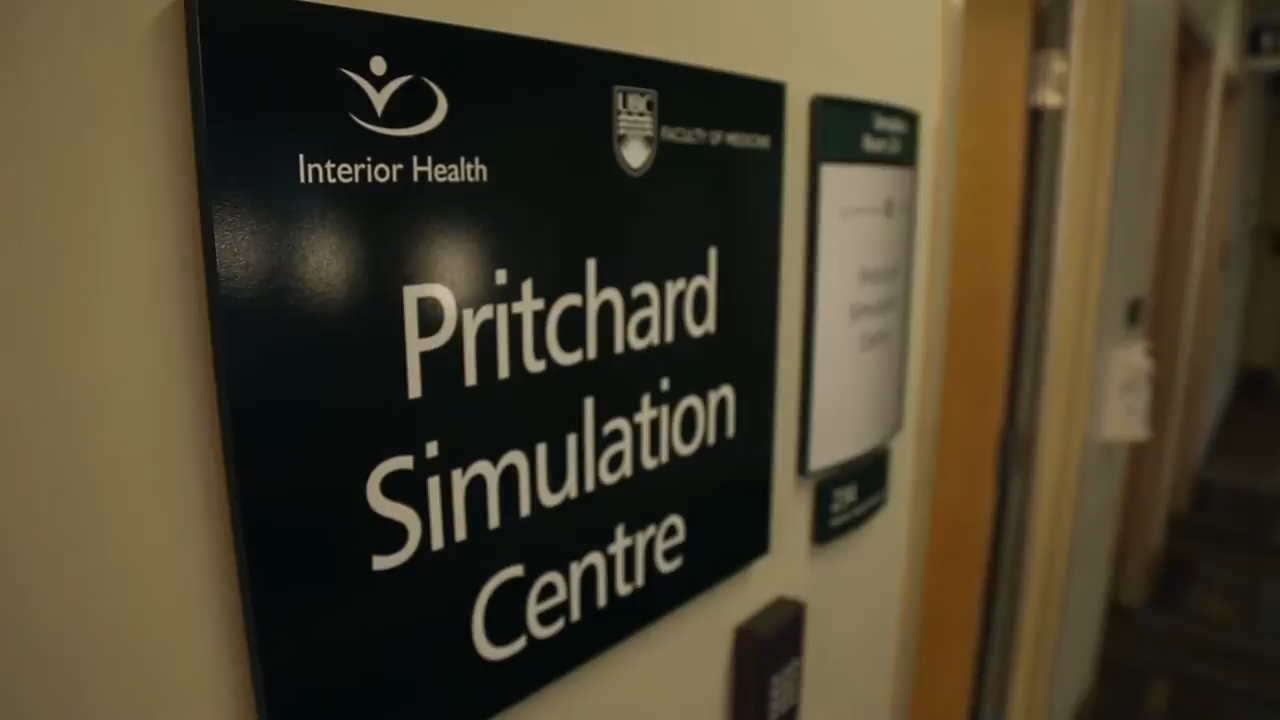 Interior Health
UBC
FACULTY OF MEDICINE
Pritchard
Simulation
Centre